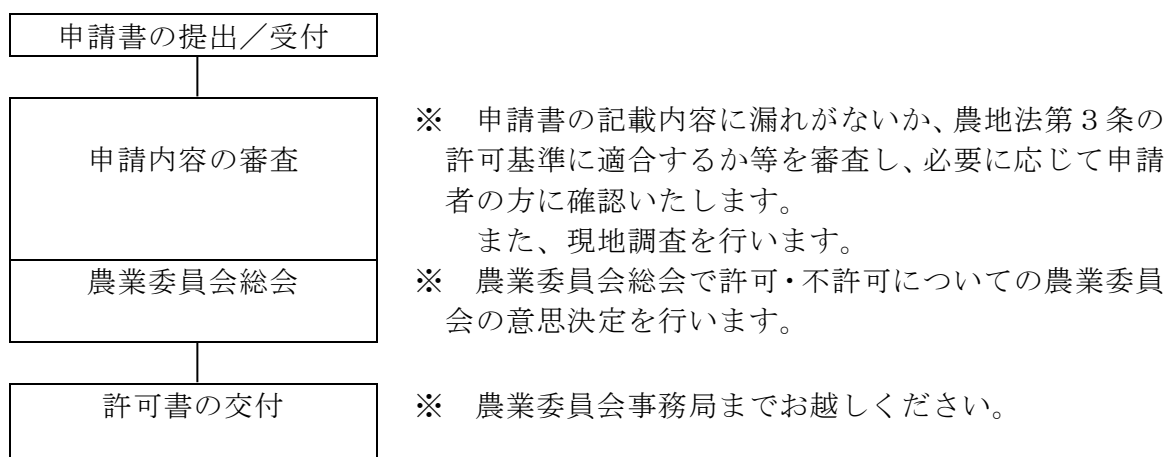 申請書の提出／受付
申請内容の審査
※　申請書の記載内容に漏れがないか、農地法第３条の
許可基準に適合するか等を審査し、必要に応じて申請
者の方に確認いたします。
また、現地調査を行います。
農業委員会総会
※　農業委員会総会で許可・不許可についての農業委員
会の意思決定を行います。
許可書の交付
※　農業委員会事務局までお越しください。